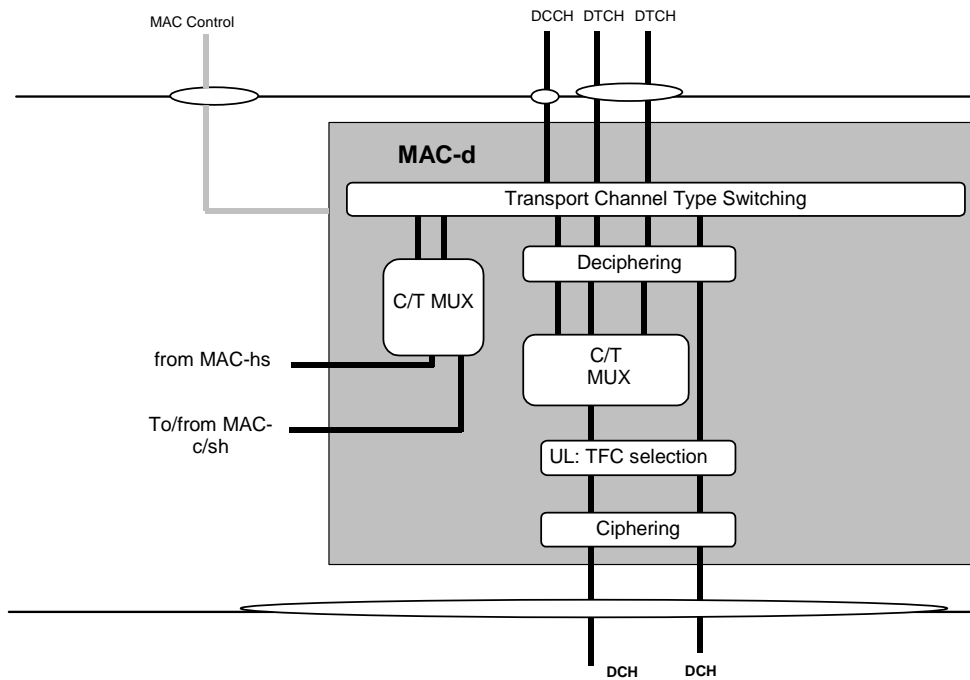 MAC Control
DCCH DTCH DTCH
MAC-d
Transport Channel Type Switching
Deciphering
C/T MUX
from MAC-hs
C/T
MUX
To/from MAC-
c/sh
UL: TFC selection
Ciphering
DCH
DCH